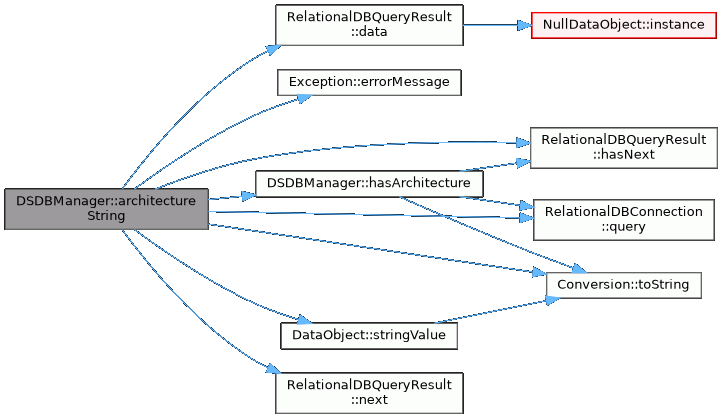 RelationalDBQueryResult
::data
NullDataObject::instance
Exception::errorMessage
RelationalDBQueryResult
::hasNext
DSDBManager::hasArchitecture
DSDBManager::architecture
String
RelationalDBConnection
::query
Conversion::toString
DataObject::stringValue
RelationalDBQueryResult
::next